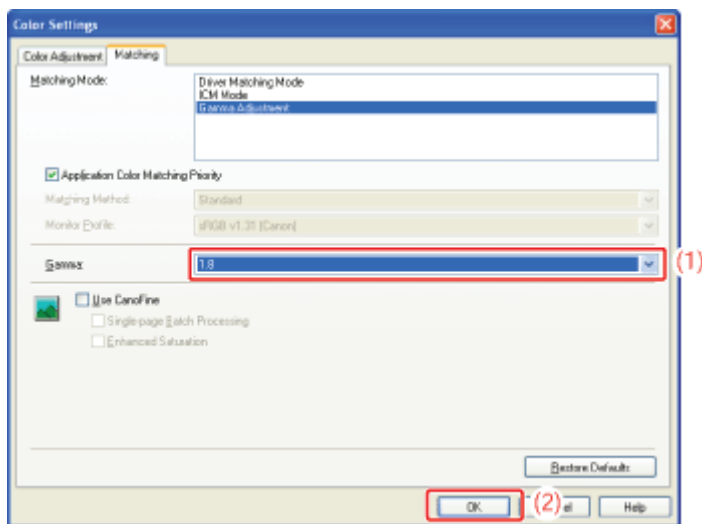 Color Settings
Color Adjustment Matching
Matching Mode:
Driver Matching Mode
ICM Mode
Gamma Adjustment
Application Color Matching Priority
Matching Method: Standard
Monitor Profile: sRGB v1.31 (Canon)
Gamma: 1.8
(1)
Use CanoFine
Single-page Batch Processing
Enhanced Saturation
Restore Defaults
OK (2) el Help